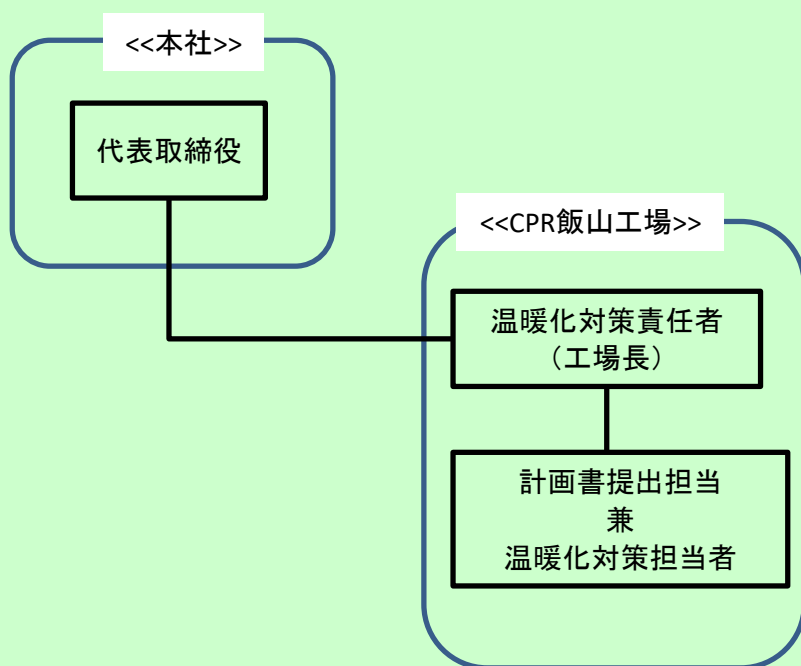 <<本社>>
代表取締役
<<CPR飯山工場>>
温暖化対策責任者
（工場長）
計画書提出担当
兼
温暖化対策担当者